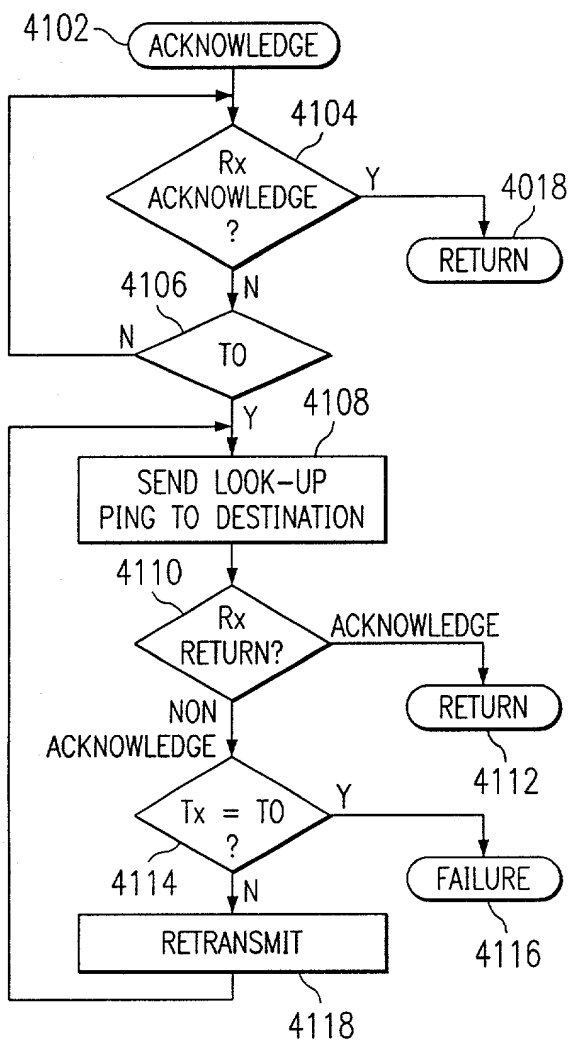 4102
ACKNOWLEDGE
4104
Rx
ACKNOWLEDGE
?
Y
4018
RETURN
N
4106
N
TO
Y
4108
SEND LOOK-UP
PING TO DESTINATION
4110
Rx
RETURN?
ACKNOWLEDGE
RETURN
4112
NON
ACKNOWLEDGE
Tx = TO
?
Y
4114
FAILURE
4116
N
RETRANSMIT
4118